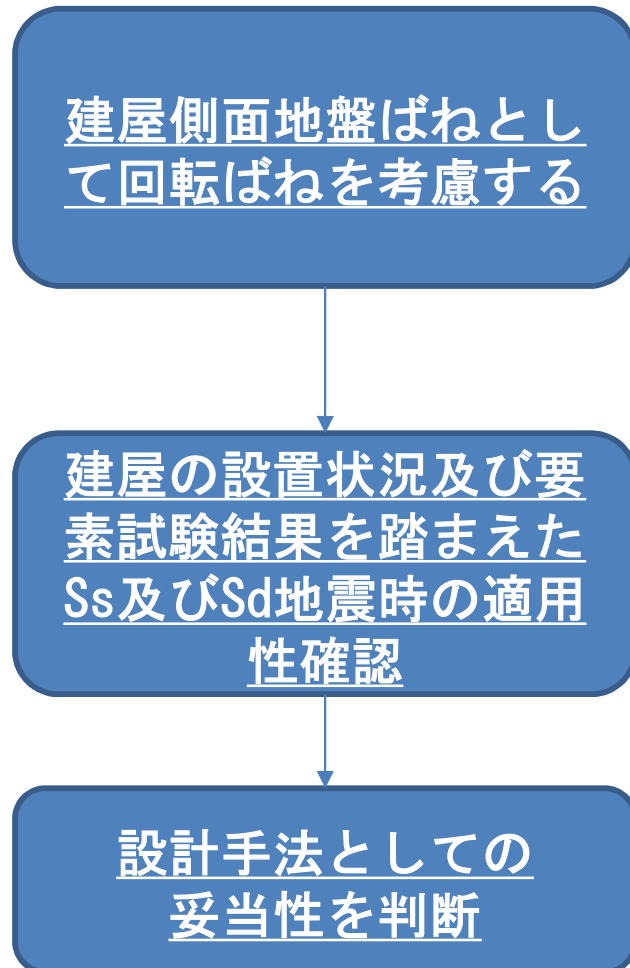 建屋側面地盤ばねとし
て回転ばねを考慮する
建屋の設置状況及び要
素試験結果を踏まえた
Ss及びSd地震時の適用
性確認
設計手法としての
妥当性を判断